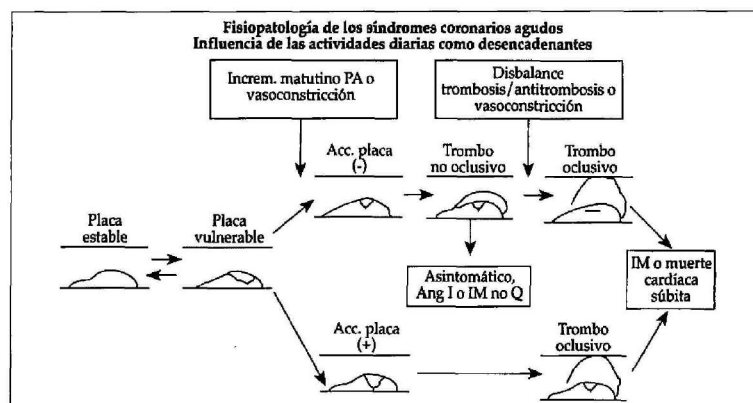 Fisiopatología de los síndromes coronarios agudos
Influencia de las actividades diarias como desencadenantes
Increm. matutino PA o
vasoconstricción
Disbalance
trombosis/antitrombosis o
vasoconstricción
Acc. placa
(-)
Trombo
no oclusivo
Trombo
oclusivo
Placa
estable
Placa
vulnerable
Asintomático,
Ang I o IM no Q
IM o muerte
cardíaca
súbita
Acc. placa
(+)
Trombo
oclusivo